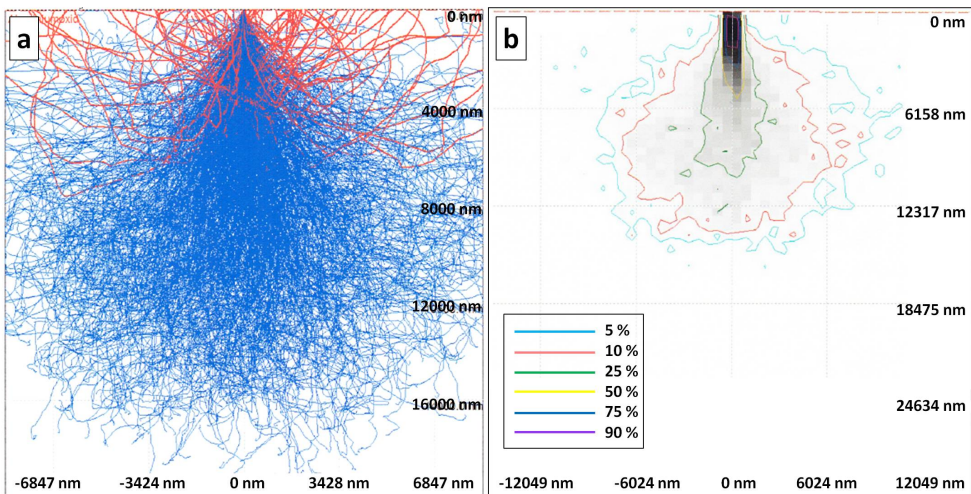 a
0 nm
4000 nm
8000 nm
12000 nm
16000 nm
-6847 nm -3424 nm 0 nm 3428 nm 6847 nm
b
0 nm
6158 nm
12317 nm
18475 nm
24634 nm
5 %
10 %
25 %
50 %
75 %
90 %
-12049 nm -6024 nm 0 nm 6024 nm 12049 nm